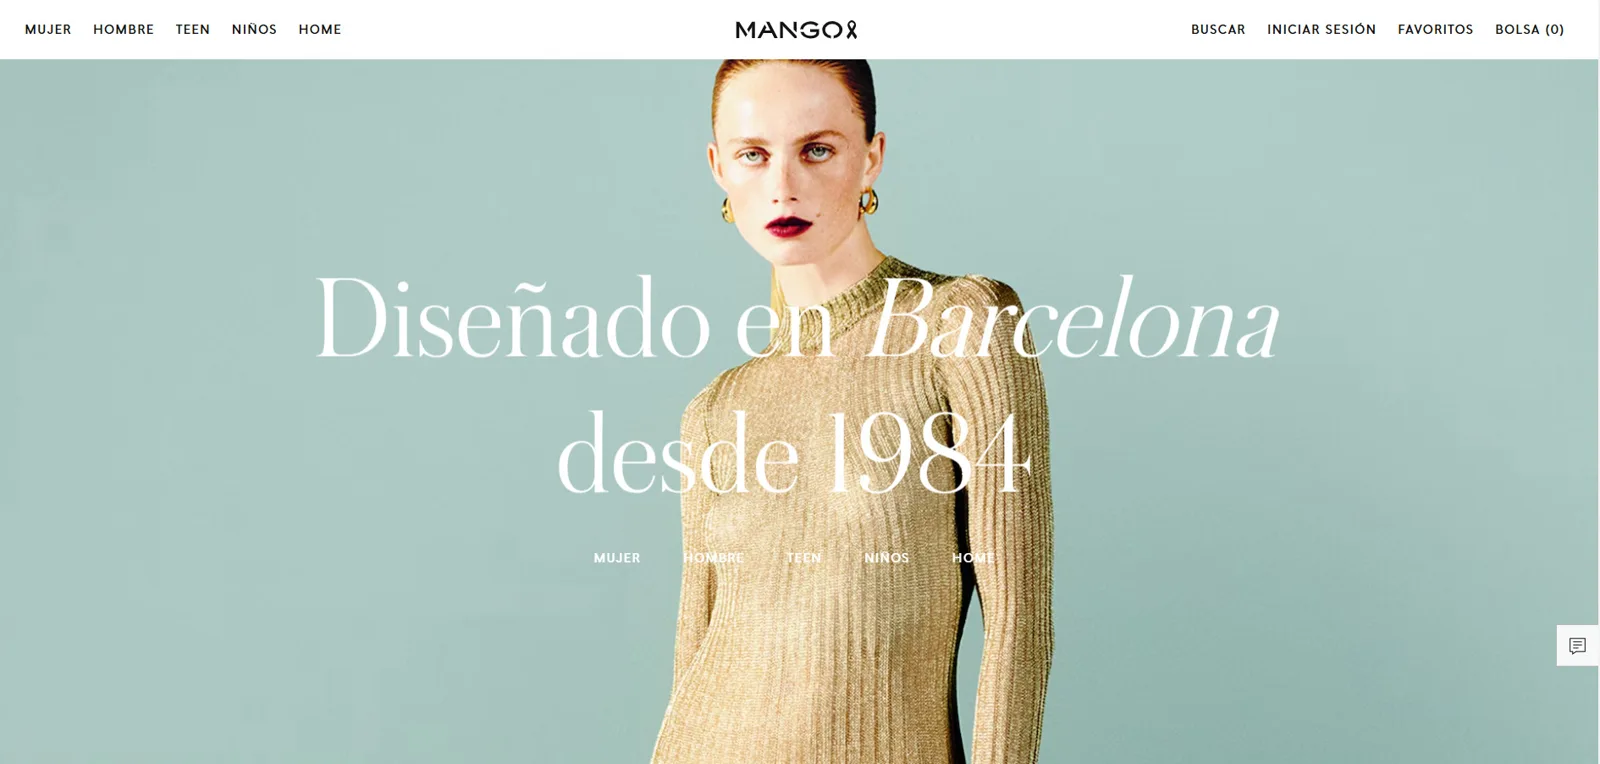 MUJER HOMBRE TEEN NIÑOS HOME MANGO BUSCAR INICIAR SESIÓN FAVORITOS BOLSA (0)
Diseñado en Barcelona
desde 1984
MUJER HOMBRE TEEN NIÑOS HOME